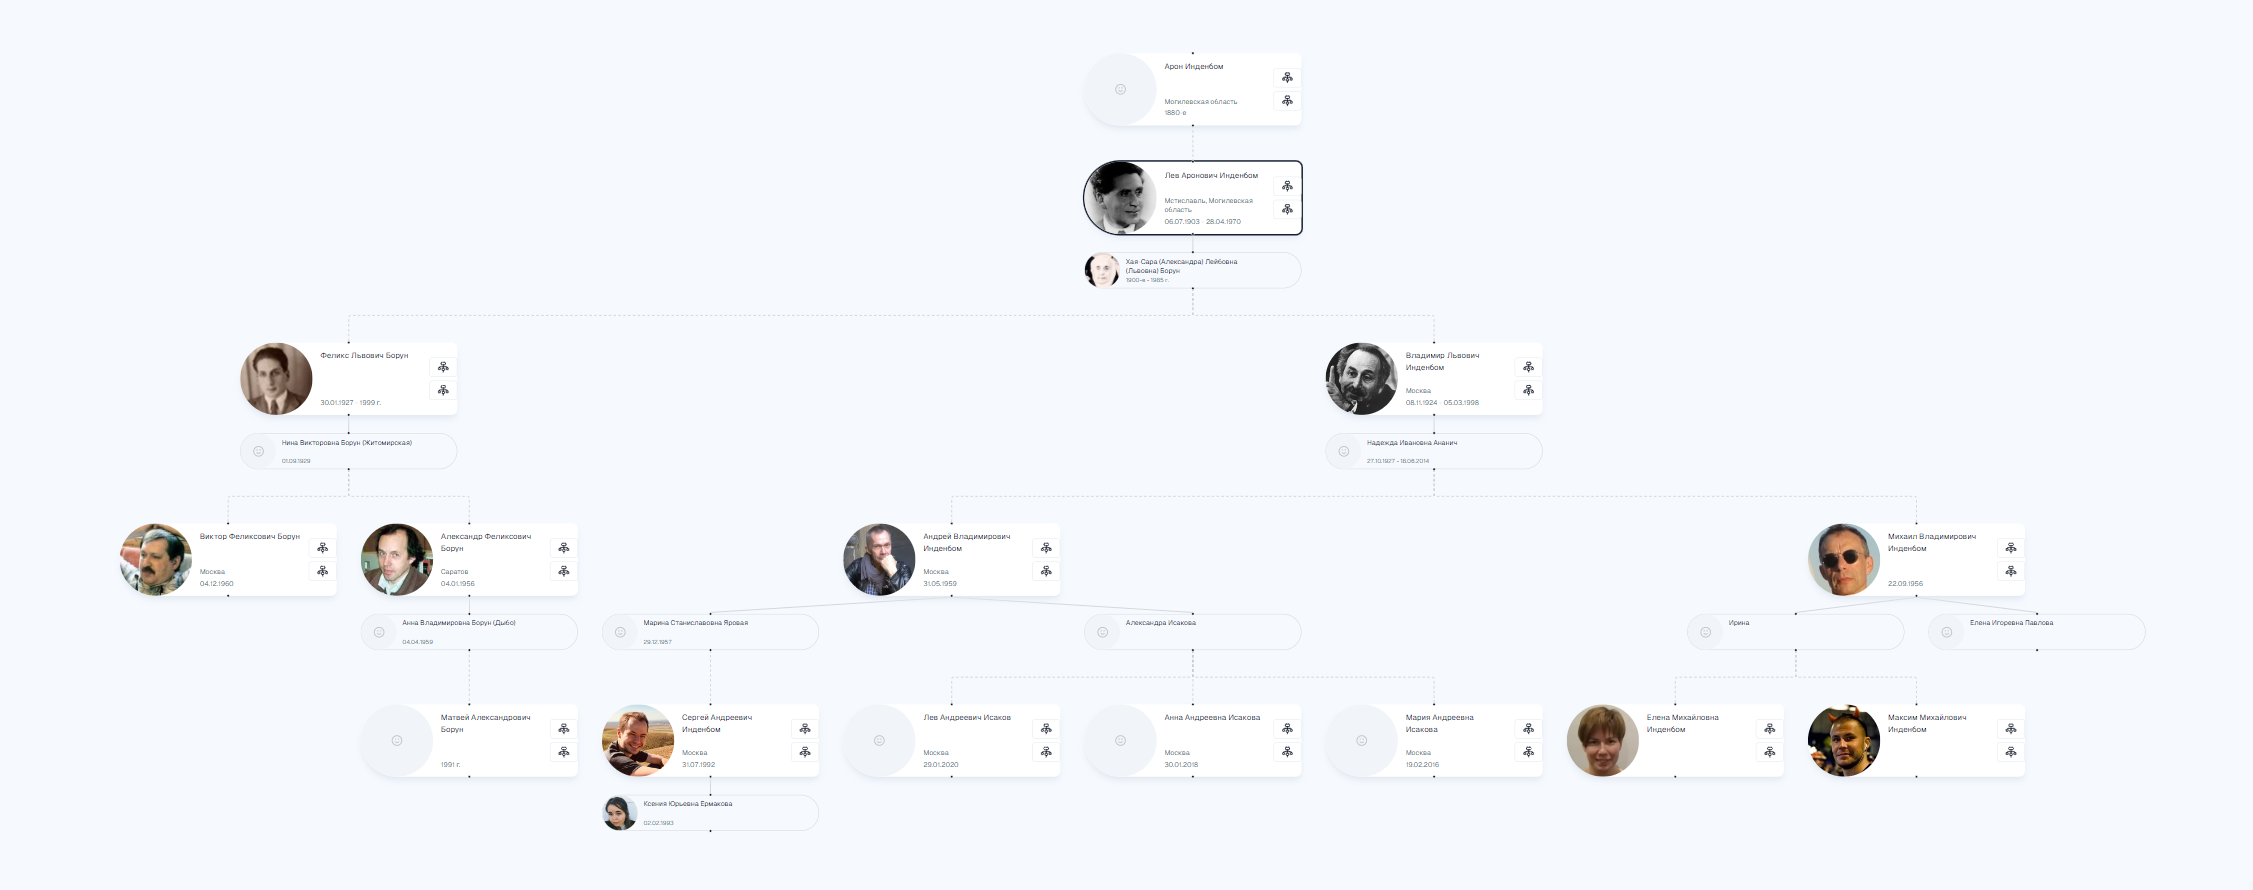 Арон Инденбом
Могилевская область
1880-е
Лев Аронович Инденбом
Мстиславль, Могилевская
область
06.07.1903 - 28.04.1970
Хая-Сара (Александра) Лейбовна
(Львовна) Борун
1900-е - 1985 г.
Феликс Львович Борун
30.01.1927 - 1999 г.
Владимир Львович
Инденбом
Москва
08.11.1924 - 05.03.1998
Нина Викторовна Борун (Житомирская)
01.09.1929
Надежда Ивановна Ананич
27.10.1927 - 16.06.2014
Виктор Феликсович Борун
Москва
04.12.1960
Александр Феликсович
Борун
Саратов
04.01.1956
Андрей Владимирович
Инденбом
Москва
31.05.1959
Михаил Владимирович
Инденбом
22.09.1956
Анна Владимировна Борун (Дыбо)
04.04.1959
Марина Станиславовна Яровая
29.12.1957
Александра Исакова
Ирина
Елена Игоревна Павлова
Матвей Александрович
Борун
1991 г.
Сергей Андреевич
Инденбом
Москва
31.07.1992
Лев Андреевич Исаков
Москва
29.01.2020
Анна Андреевна Исакова
Москва
30.01.2018
Мария Андреевна
Исакова
Москва
19.02.2016
Елена Михайловна
Инденбом
Максим Михайлович
Инденбом
Ксения Юрьевна Ермакова
02.02.1993